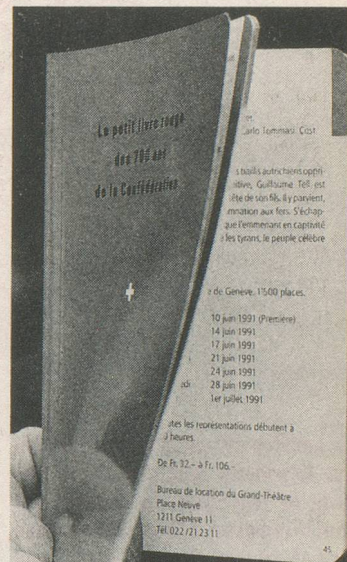 Le petit livre rouge
des 700 ans
de la Confédération
Carlo Tommasi. Cost
s baillis autrichiens oppri-
Guillaume Tell est
ête de son fils. Il y parvient,
mnation aux fers. S'échap-
que l'emmenant en captivité
les tyrans, le peuple célèbre
e de Genève. 1'500 places.
10 juin 1991 (Première)
14 juin 1991
17 juin 1991
21 juin 1991
24 juin 1991
di 28 juin 1991
1er juillet 1991
utes les représentations débutent à
heures.
De Fr. 32.– à Fr. 106.–
Bureau de location du Grand-Théâtre
Place Neuve
1211 Genève 11
Tél. 022 / 21 23 11
45